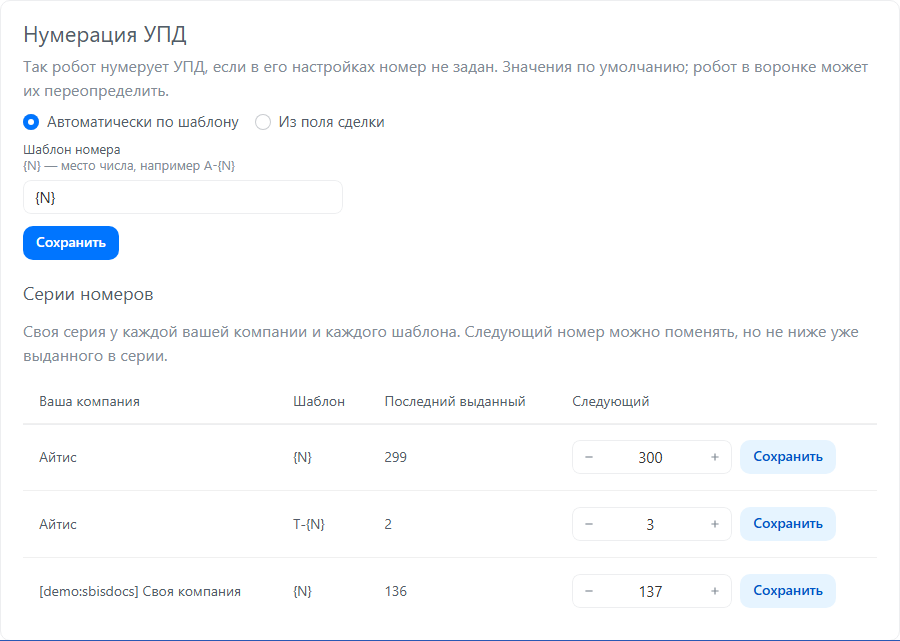 Нумерация УПД
Так робот нумерует УПД, если в его настройках номер не задан. Значения по умолчанию; робот в воронке может
их переопределить.
Автоматически по шаблону Из поля сделки
Шаблон номера
{N} — место числа, например А-{N}
{N}
Сохранить
Серии номеров
Своя серия у каждой вашей компании и каждого шаблона. Следующий номер можно поменять, но не ниже уже
выданного в серии.
Ваша компания Шаблон Последний выданный Следующий
Айтис {N} 299 − 300 + Сохранить
Айтис Т-{N} 2 − 3 + Сохранить
[demo:sbisdocs] Своя компания {N} 136 − 137 + Сохранить